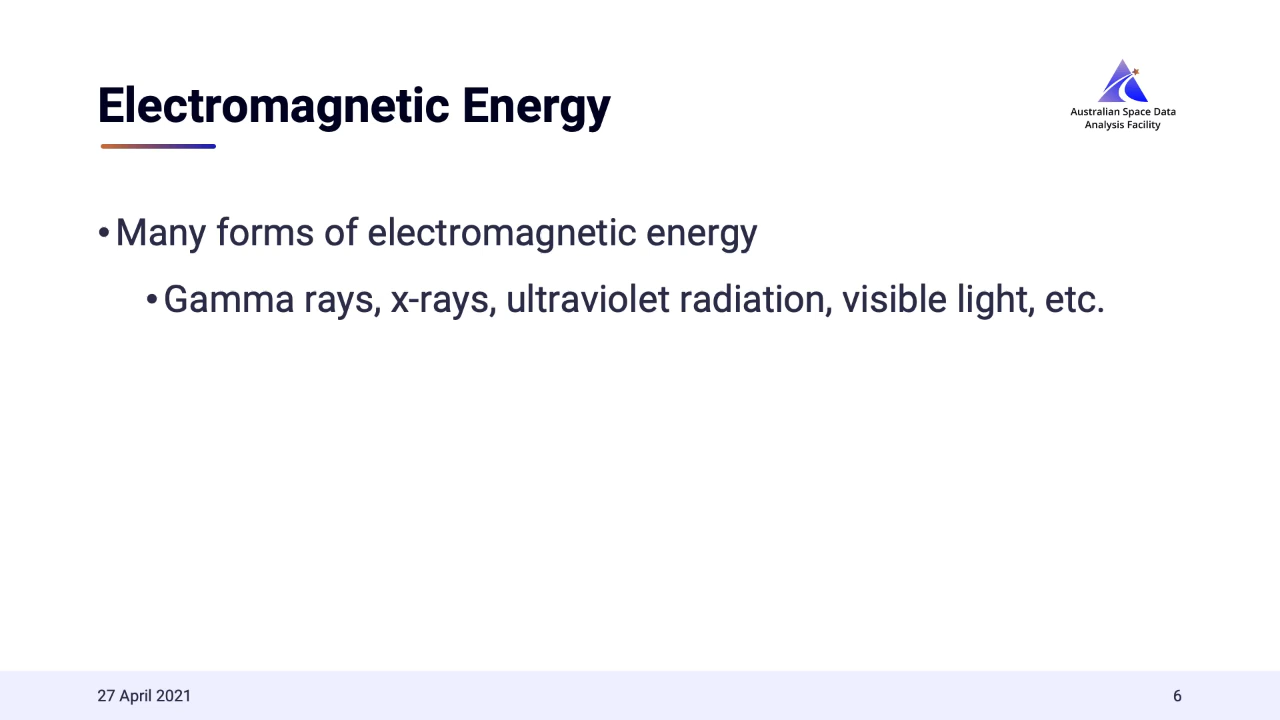 Electromagnetic Energy
Australian Space Data
Analysis Facility
•Many forms of electromagnetic energy
•Gamma rays, x-rays, ultraviolet radiation, visible light, etc.
27 April 2021
6